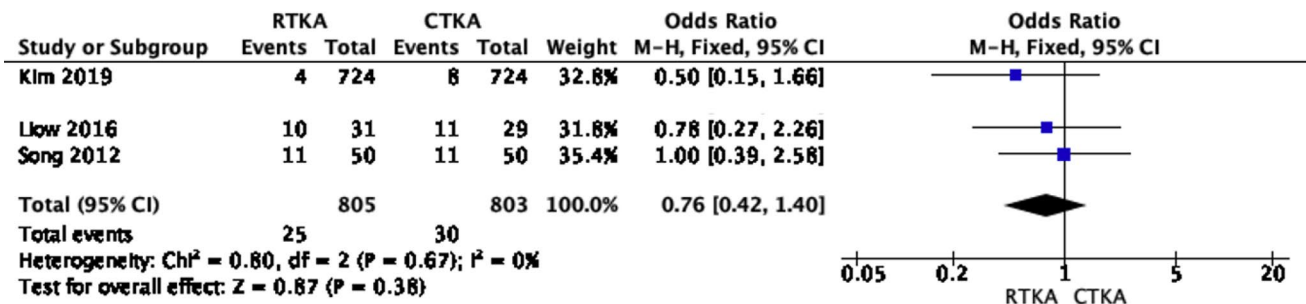 RTKA CTKA Odds Ratio Odds Ratio
Study or Subgroup Events Total Events Total Weight M-H, Fixed, 95% CI M-H, Fixed, 95% CI
Kim 2019 4 724 8 724 32.8% 0.50 [0.15, 1.66]
Liow 2016 10 31 11 29 31.8% 0.78 [0.27, 2.26]
Song 2012 11 50 11 50 35.4% 1.00 [0.39, 2.58]
Total (95% CI) 805 803 100.0% 0.76 [0.42, 1.40]
Total events 25 30
Heterogeneity: Chi² = 0.80, df = 2 (P = 0.67); I² = 0%
Test for overall effect: Z = 0.87 (P = 0.38)
0.05 0.2 1 5 20
RTKA CTKA